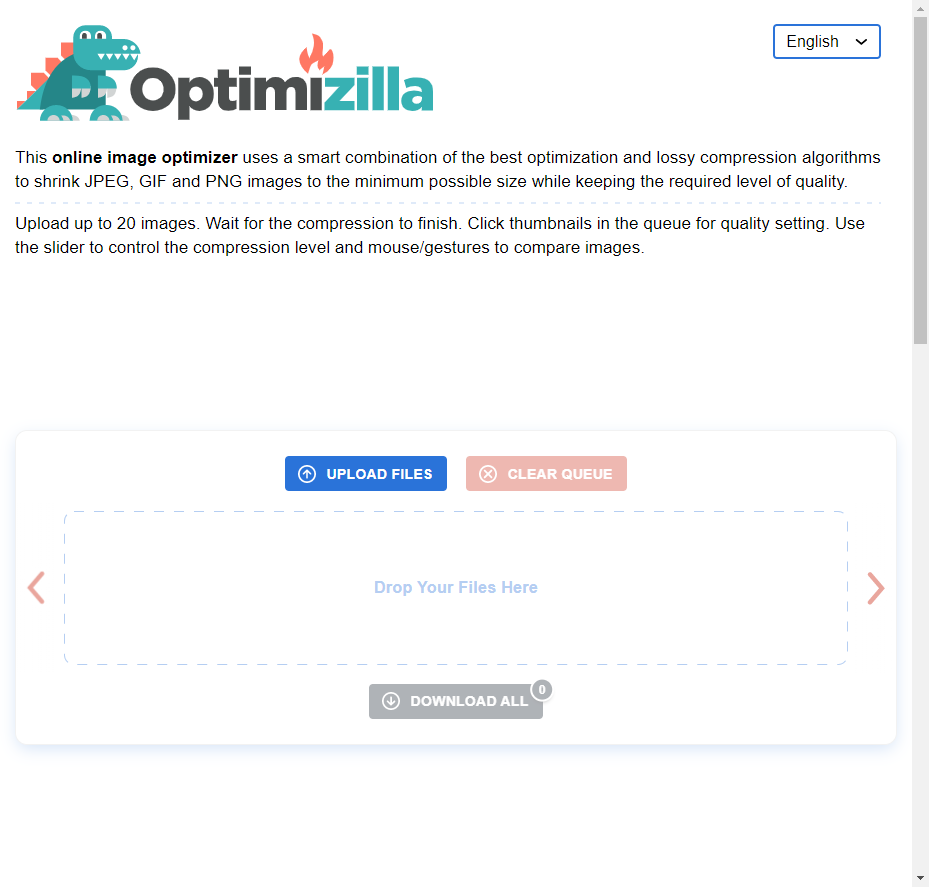 Optimizilla
English
This online image optimizer uses a smart combination of the best optimization and lossy compression algorithms
to shrink JPEG, GIF and PNG images to the minimum possible size while keeping the required level of quality.
Upload up to 20 images. Wait for the compression to finish. Click thumbnails in the queue for quality setting. Use
the slider to control the compression level and mouse/gestures to compare images.
UPLOAD FILES
CLEAR QUEUE
Drop Your Files Here
DOWNLOAD ALL
0